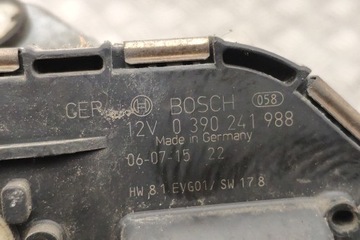 GER BOSCH 058
12V 0 390 241 988
Made in Germany
06-07-15 22
HW 8.1 EVG01/ SW 17.8